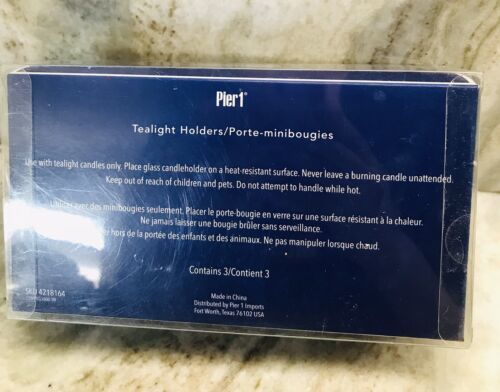 Pier1®
Tealight Holders/Porte-minibougies
Use with tealight candles only. Place glass candleholder on a heat-resistant surface. Never leave a burning candle unattended.
Keep out of reach of children and pets. Do not attempt to handle while hot.
Utiliser avec des minibougies seulement. Placer le porte-bougie en verre sur une surface résistant à la chaleur.
Ne jamais laisser une bougie brûler sans surveillance.
hors de la portée des enfants et des animaux. Ne pas manipuler lorsque chaud.
Contains 3/Contient 3
SKU 4218164
Made in China
Distributed by Pier 1 Imports
Fort Worth, Texas 76102 USA